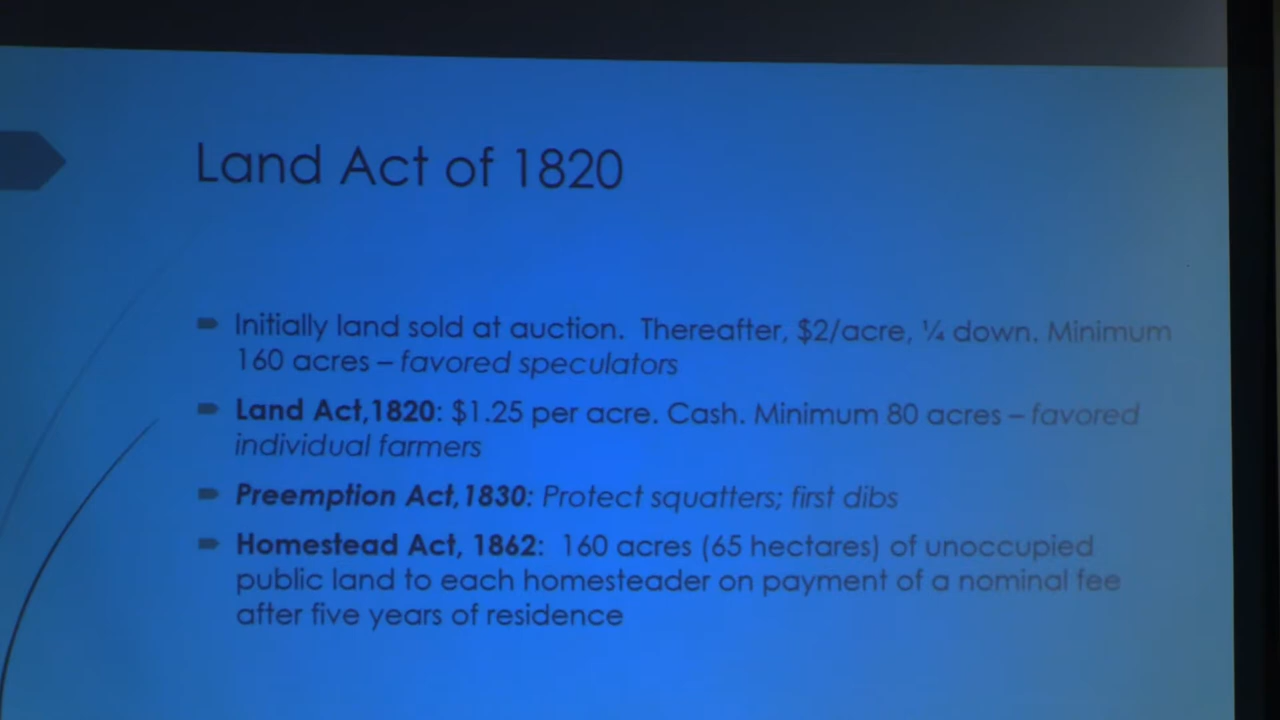 Land Act of 1820
Initially land sold at auction. Thereafter, $2/acre, ¼ down. Minimum
160 acres – favored speculators
Land Act,1820: $1.25 per acre. Cash. Minimum 80 acres – favored
individual farmers
Preemption Act,1830: Protect squatters; first dibs
Homestead Act, 1862: 160 acres (65 hectares) of unoccupied
public land to each homesteader on payment of a nominal fee
after five years of residence